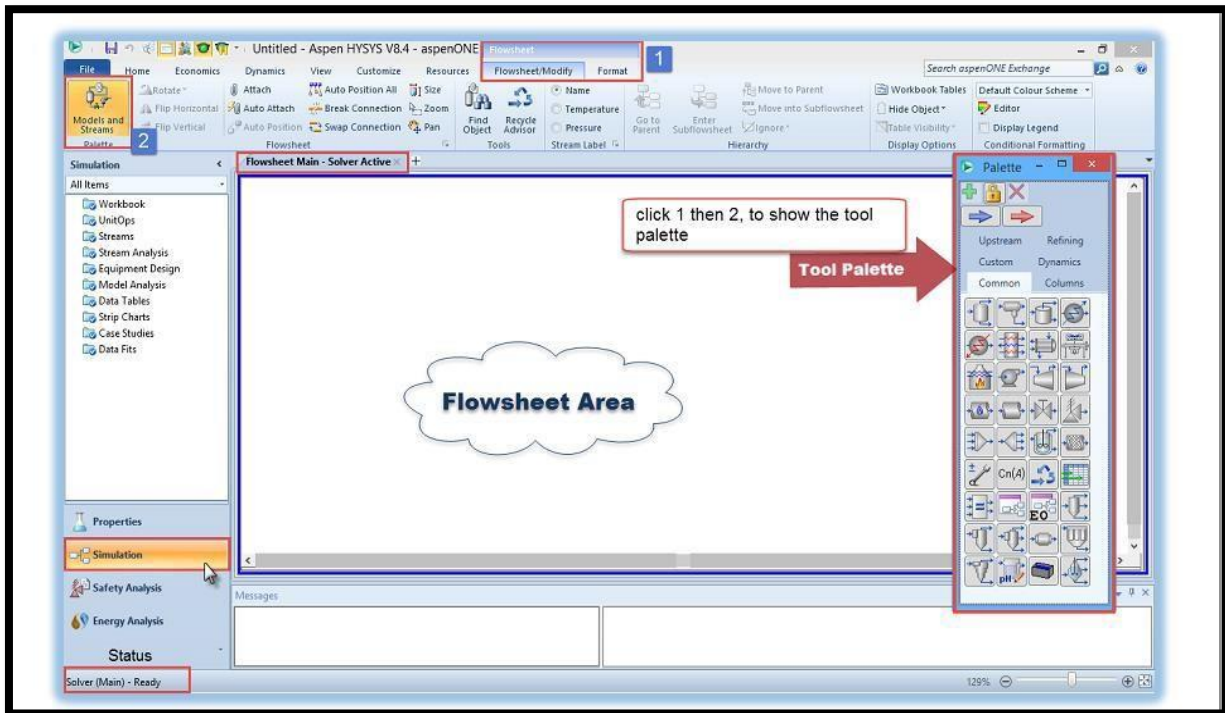 Untitled - Aspen HYSYS V8.4 - aspenONE
Flowsheet
1
File Home Economics Dynamics View Customize Resources Flowsheet/Modify Format
Search aspenONE Exchange
Models and Streams
Palette
2
Rotate
Flip Horizontal
Flip Vertical
Attach
Auto Attach
Auto Position
Auto Position All
Break Connection
Swap Connection
Size
Zoom
Pan
Flowsheet
Find Object
Recycle Advisor
Tools
Name
Temperature
Pressure
Stream Label
Go to Parent
Enter Subflowsheet
Move to Parent
Move into Subflowsheet
Ignore
Hierarchy
Workbook Tables
Hide Object
Table Visibility
Display Options
Default Colour Scheme
Editor
Display Legend
Conditional Formatting
Simulation
All Items
Workbook
UnitOps
Streams
Stream Analysis
Equipment Design
Model Analysis
Data Tables
Strip Charts
Case Studies
Data Fits
Properties
Simulation
Safety Analysis
Energy Analysis
Status
Solver (Main) - Ready
Flowsheet Main - Solver Active
click 1 then 2, to show the tool
palette
Tool Palette
Flowsheet Area
Palette
Upstream Refining
Custom Dynamics
Common Columns
Cn(A)
EO
pH
Messages
129%